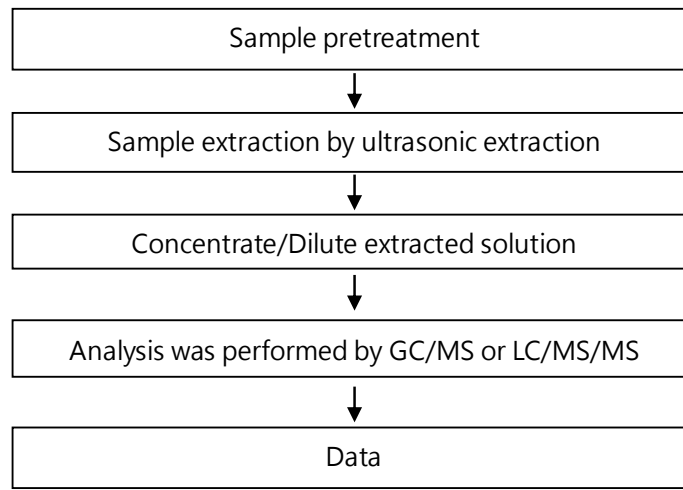 Sample pretreatment
Sample extraction by ultrasonic extraction
Concentrate/Dilute extracted solution
Analysis was performed by GC/MS or LC/MS/MS
Data